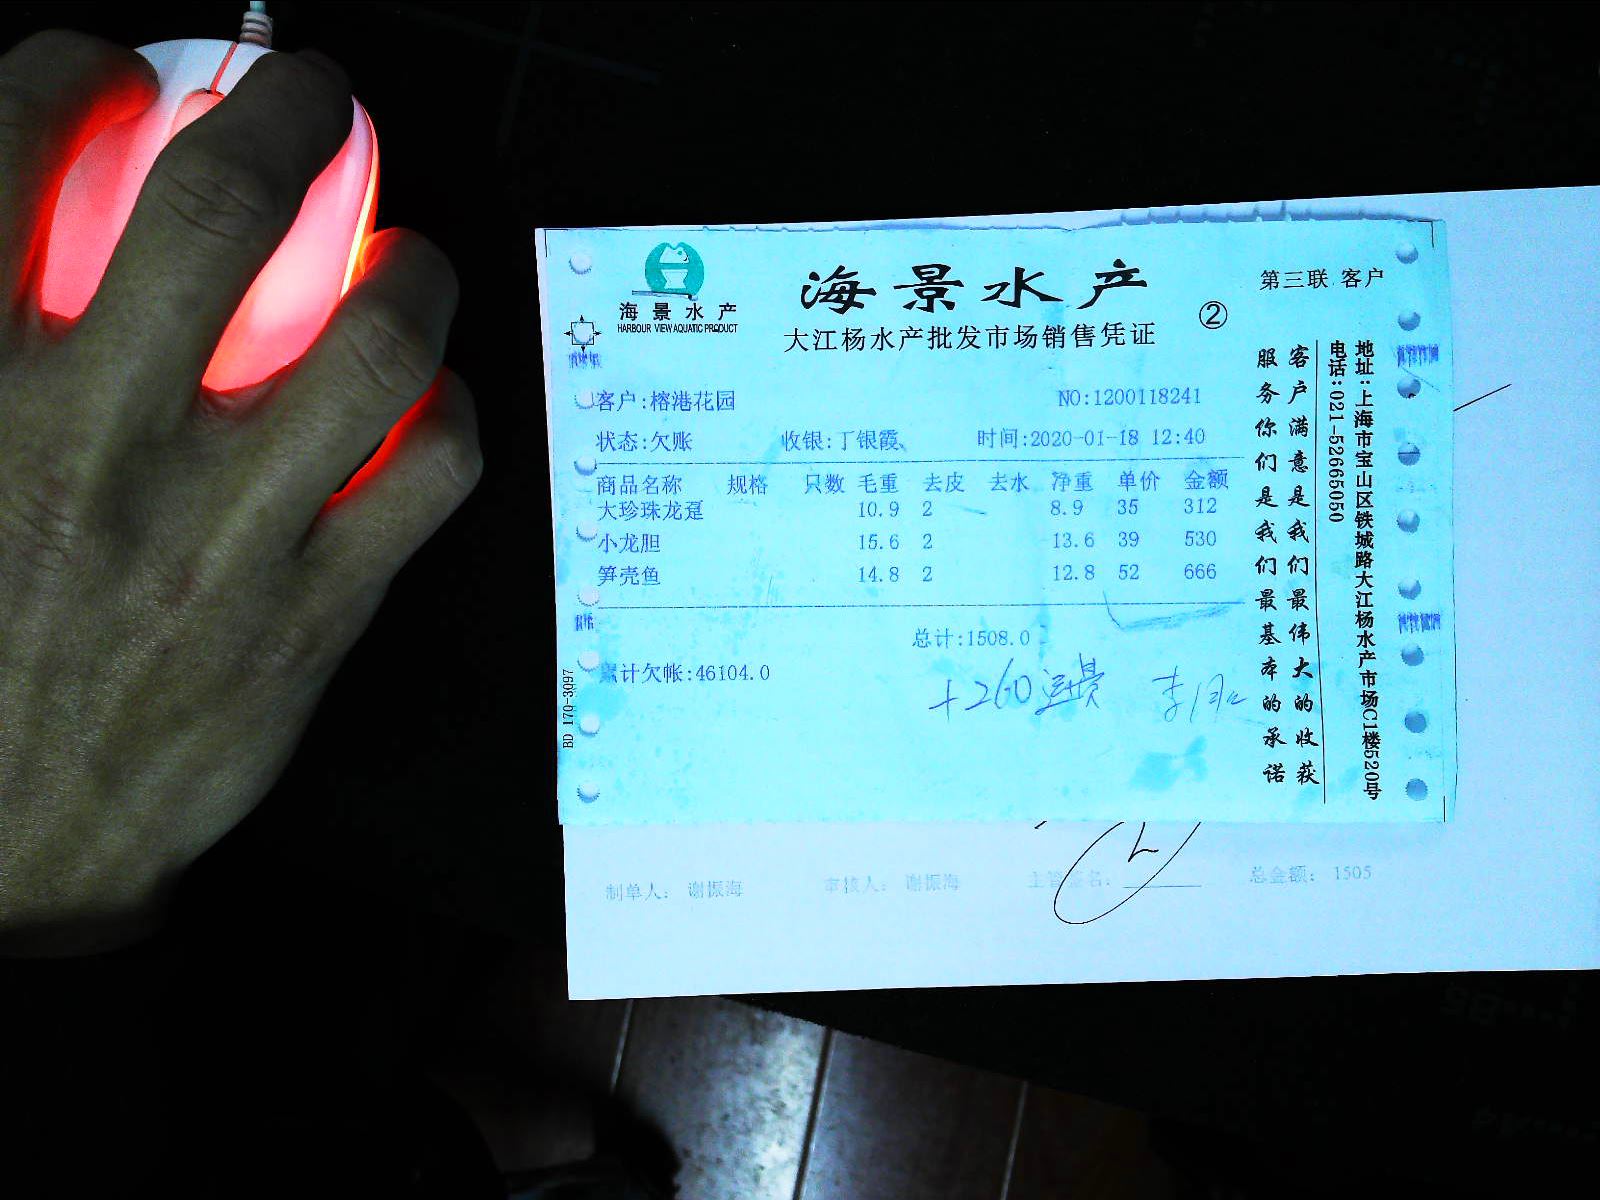 海景水产
HARBOUR VIEW AQUATIC PRODUCT
海景水产
大江杨水产批发市场销售凭证
②
第三联 客户
客户:榕港花园 NO:1200118241
状态:欠账 收银:丁银霞 时间:2020-01-18 12:40
商品名称 规格 只数 毛重 去皮 去水 净重 单价 金额
大珍珠龙趸 10.9 2 8.9 35 312
小龙胆 15.6 2 13.6 39 530
笋壳鱼 14.8 2 12.8 52 666
总计:1508.0
累计欠帐:46104.0
+260运费
BD 170-3097
客户满意是我们最伟大的收获
服务你们是我们最基本的承诺
地址:上海市宝山区铁城路大江杨水产市场C1楼520号
电话:021-52665050
制单人: 谢振海 审核人: 谢振海 主管签名: 总金额: 1505